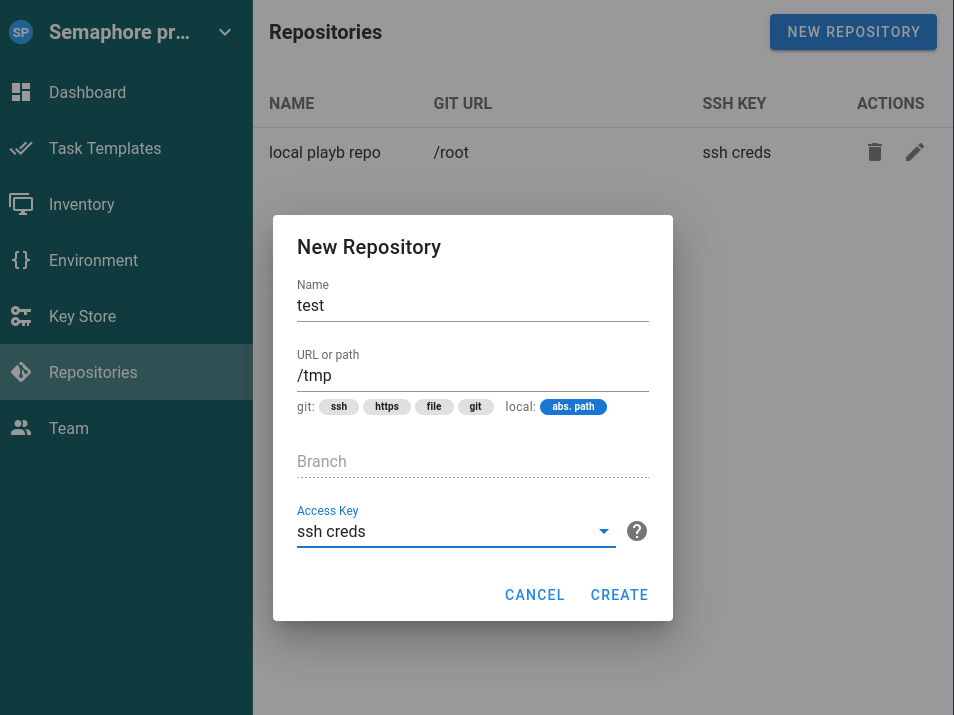 SP Semaphore pr…
Dashboard
Task Templates
Inventory
{} Environment
Key Store
Repositories
Team
Repositories
NEW REPOSITORY
NAME GIT URL SSH KEY ACTIONS
local playb repo /root ssh creds
New Repository
Name
test
URL or path
/tmp
git: ssh https file git local: abs. path
Branch
Access Key
ssh creds
?
CANCEL CREATE